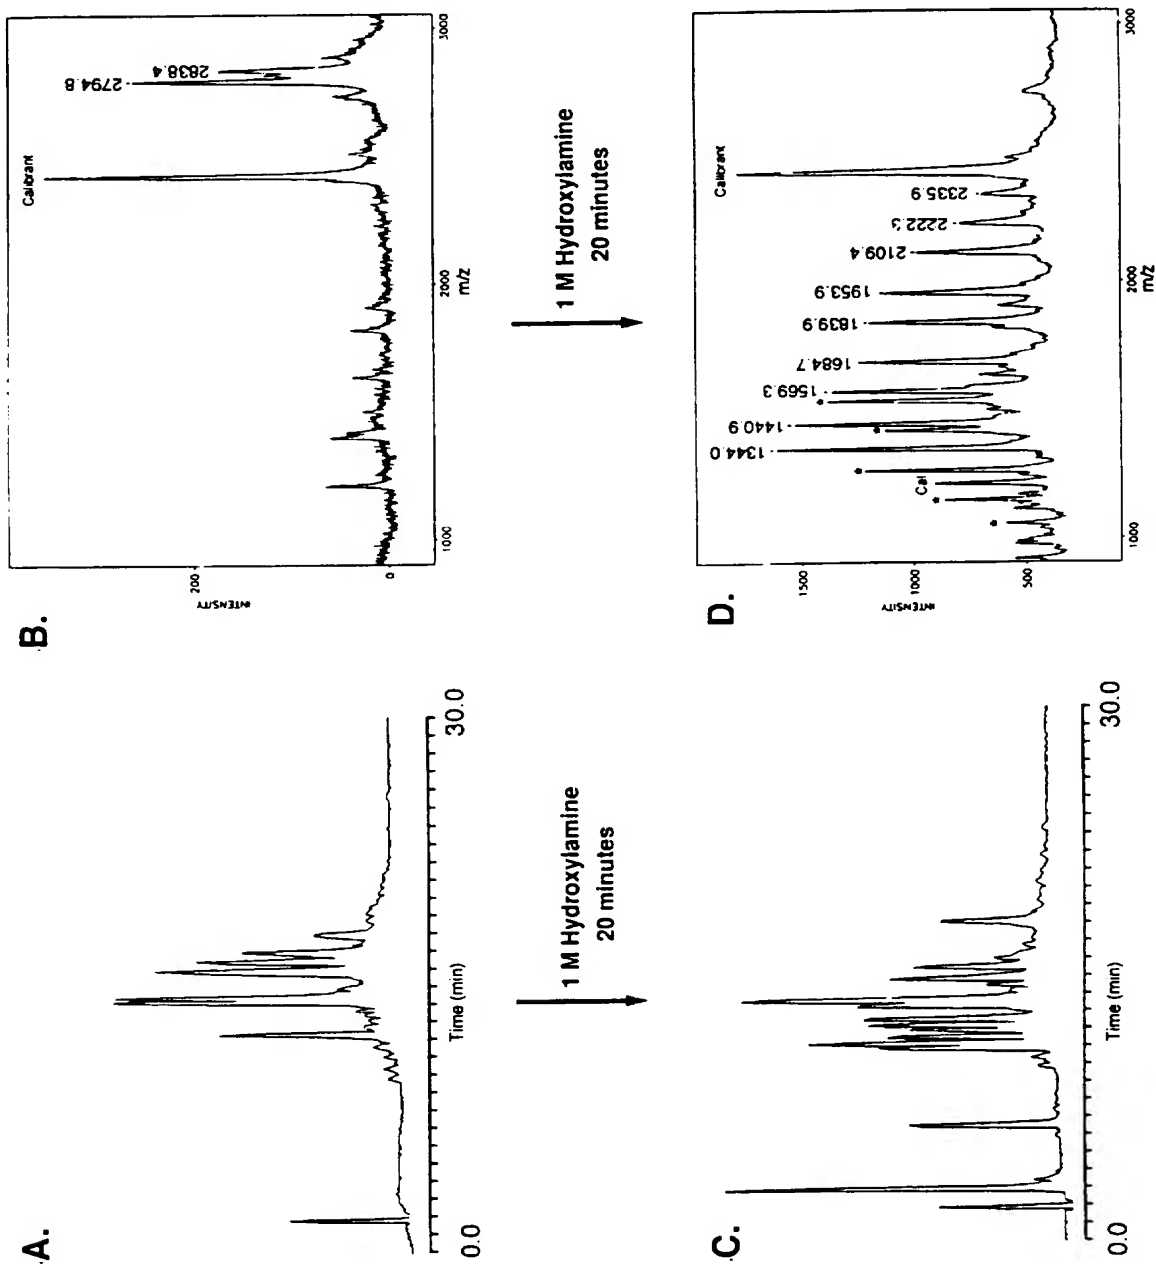 B.
INTENSITY
200
0
1000
2000
3000
m/z
Calibrant
2794.8
2838.4
1 M Hydroxylamine
20 minutes
D.
INTENSITY
1500
1000
500
1000
2000
3000
m/z
*
*
Cal
*
1344.0
*
1440.9
*
1569.3
1684.7
1839.9
1953.9
2109.4
2222.3
2335.9
Calibrant
A.
0.0
30.0
Time (min)
1 M Hydroxylamine
20 minutes
C.
0.0
30.0
Time (min)